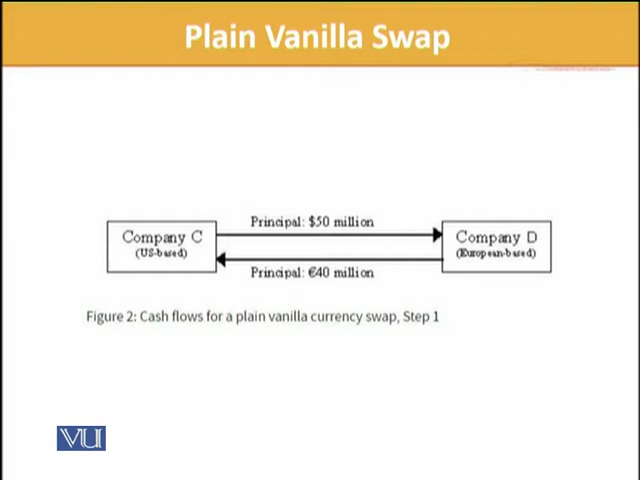 Plain Vanilla Swap
Principal: $50 million
Company C
(US-based)
Company D
(European-based)
Principal: €40 million
Figure 2: Cash flows for a plain vanilla currency swap, Step 1
VU